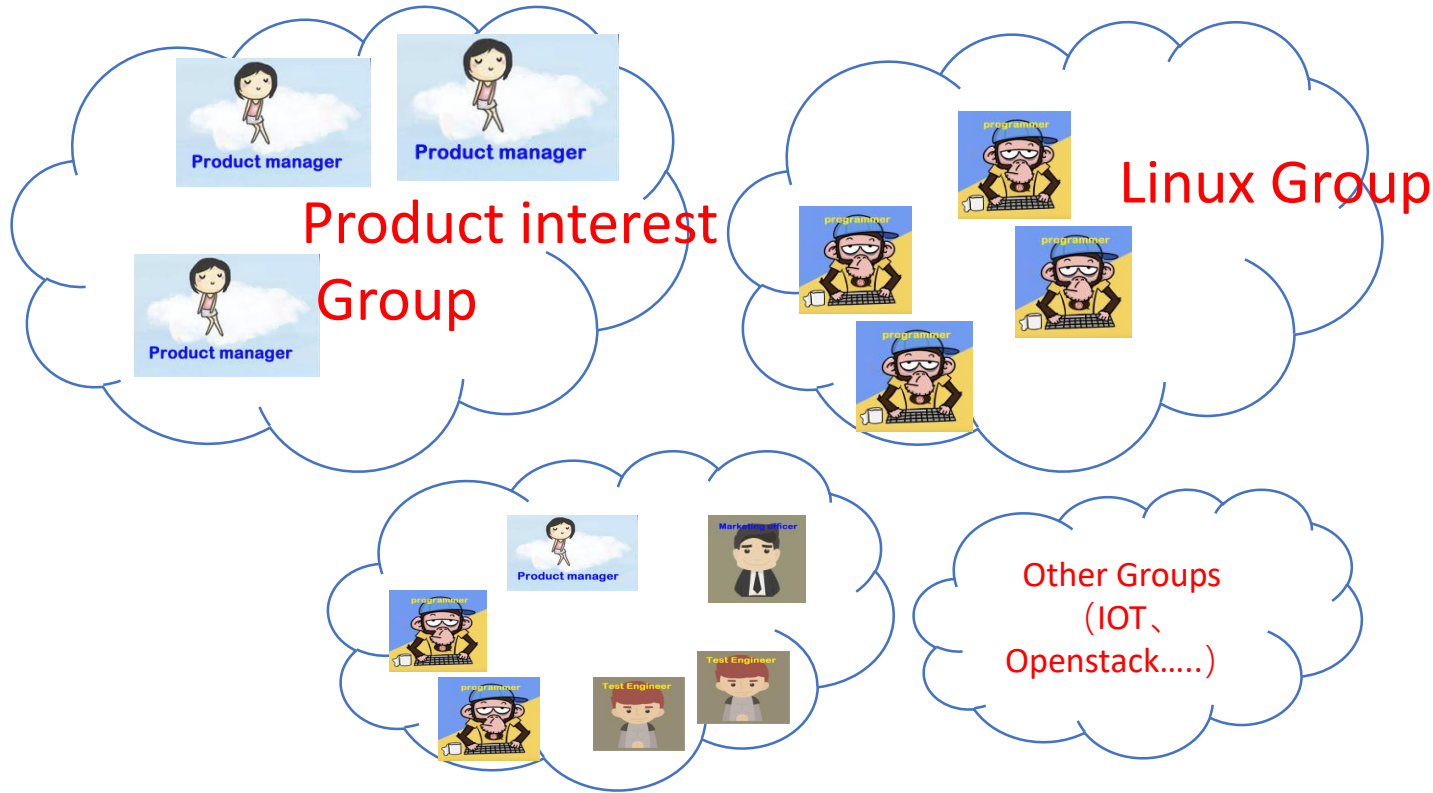 Product manager
Product manager
Product interest
Group
Product manager
programmer
Linux Group
programmer
programmer
programmer
Product manager
Marketing officer
programmer
Test Engineer
programmer
Test Engineer
Other Groups
（IOT、
Openstack…..）